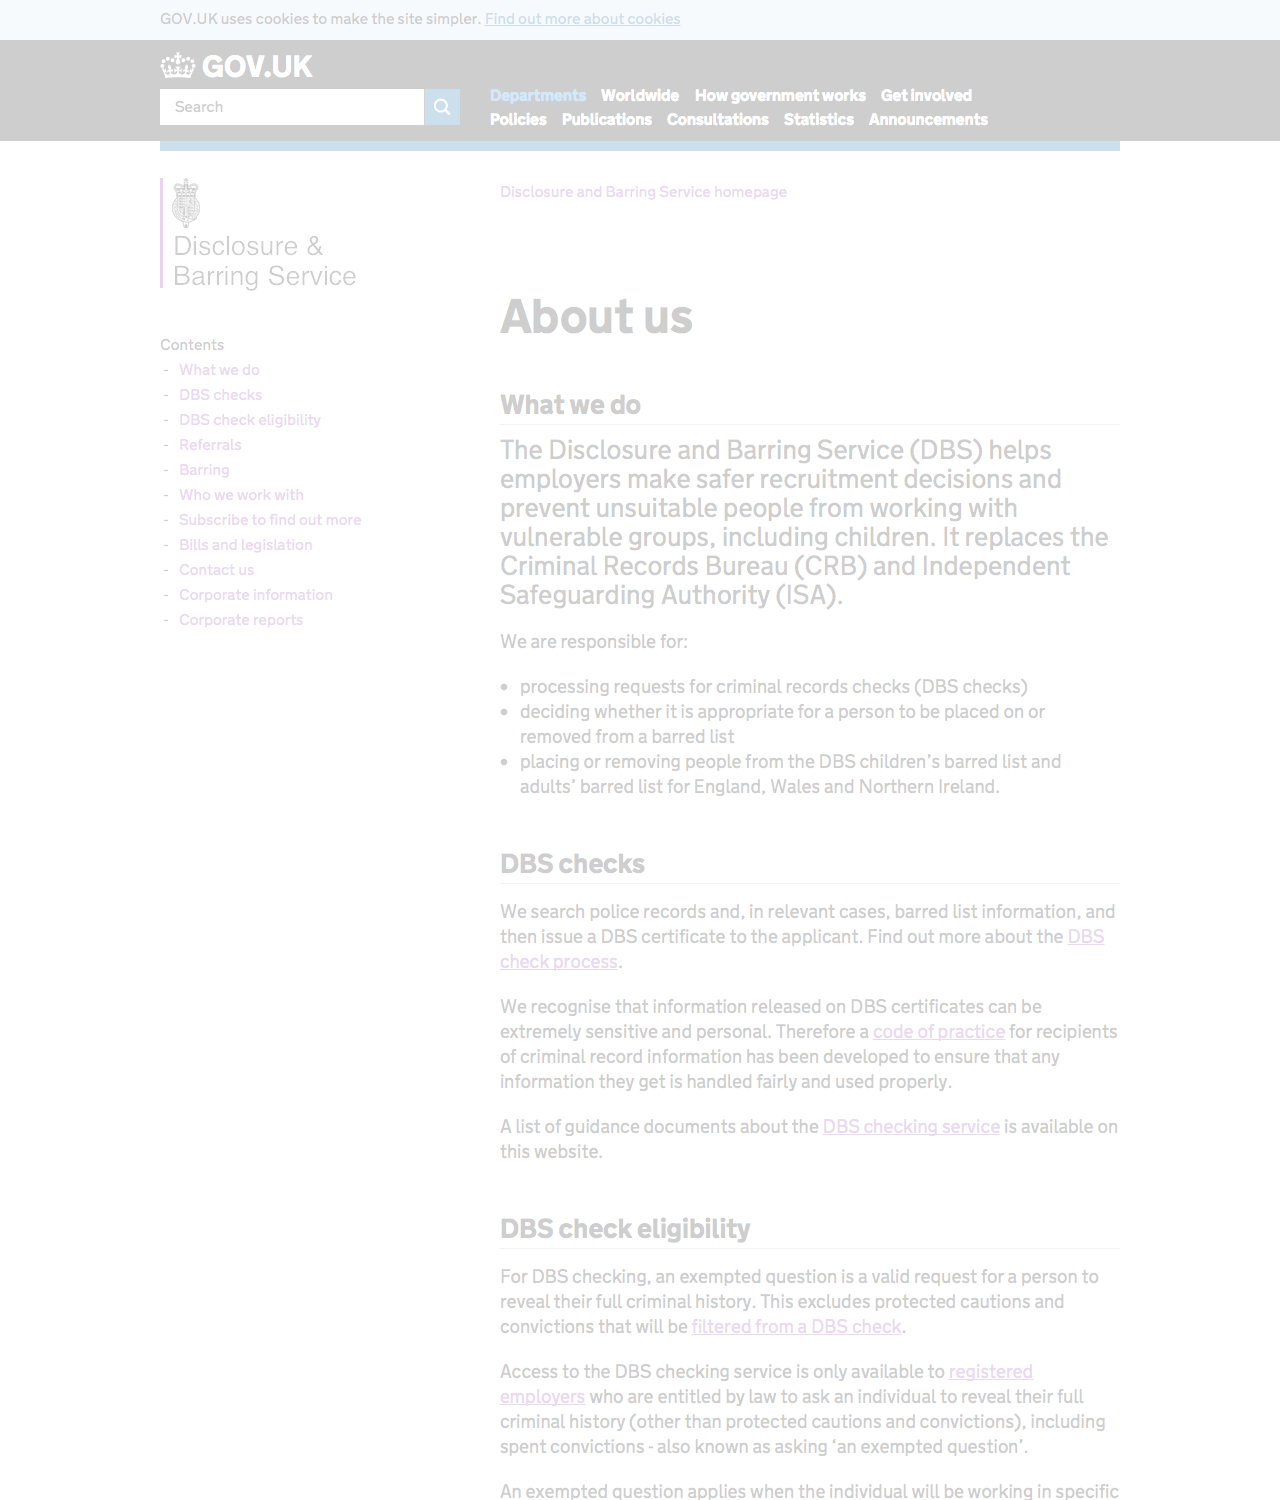 GOV.UK uses cookies to make the site simpler. Find out more about cookies
GOV.UK
Search
Departments Worldwide How government works Get involved
Policies Publications Consultations Statistics Announcements
Disclosure &
Barring Service
Contents
- What we do
- DBS checks
- DBS check eligibility
- Referrals
- Barring
- Who we work with
- Subscribe to find out more
- Bills and legislation
- Contact us
- Corporate information
- Corporate reports
Disclosure and Barring Service homepage
About us
What we do
The Disclosure and Barring Service (DBS) helps
employers make safer recruitment decisions and
prevent unsuitable people from working with
vulnerable groups, including children. It replaces the
Criminal Records Bureau (CRB) and Independent
Safeguarding Authority (ISA).
We are responsible for:
• processing requests for criminal records checks (DBS checks)
• deciding whether it is appropriate for a person to be placed on or
removed from a barred list
• placing or removing people from the DBS children’s barred list and
adults’ barred list for England, Wales and Northern Ireland.
DBS checks
We search police records and, in relevant cases, barred list information, and
then issue a DBS certificate to the applicant. Find out more about the DBS
check process.
We recognise that information released on DBS certificates can be
extremely sensitive and personal. Therefore a code of practice for recipients
of criminal record information has been developed to ensure that any
information they get is handled fairly and used properly.
A list of guidance documents about the DBS checking service is available on
this website.
DBS check eligibility
For DBS checking, an exempted question is a valid request for a person to
reveal their full criminal history. This excludes protected cautions and
convictions that will be filtered from a DBS check.
Access to the DBS checking service is only available to registered
employers who are entitled by law to ask an individual to reveal their full
criminal history (other than protected cautions and convictions), including
spent convictions - also known as asking ‘an exempted question’.
An exempted question applies when the individual will be working in specific